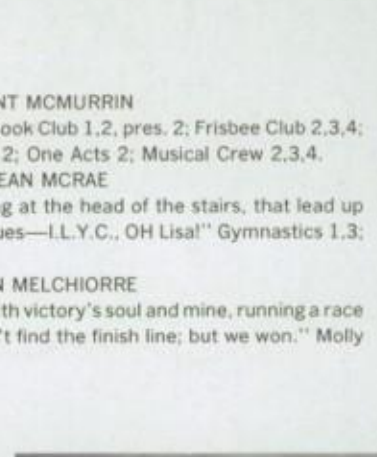 NT MCMURRIN
ook Club 1,2, pres. 2; Frisbee Club 2,3,4;
2; One Acts 2; Musical Crew 2,3,4.
EAN MCRAE
g at the head of the stairs, that lead up
ues—I.L.Y.C., OH Lisa!" Gymnastics 1,3;
N MELCHIORRE
th victory's soul and mine, running a race
't find the finish line; but we won." Molly